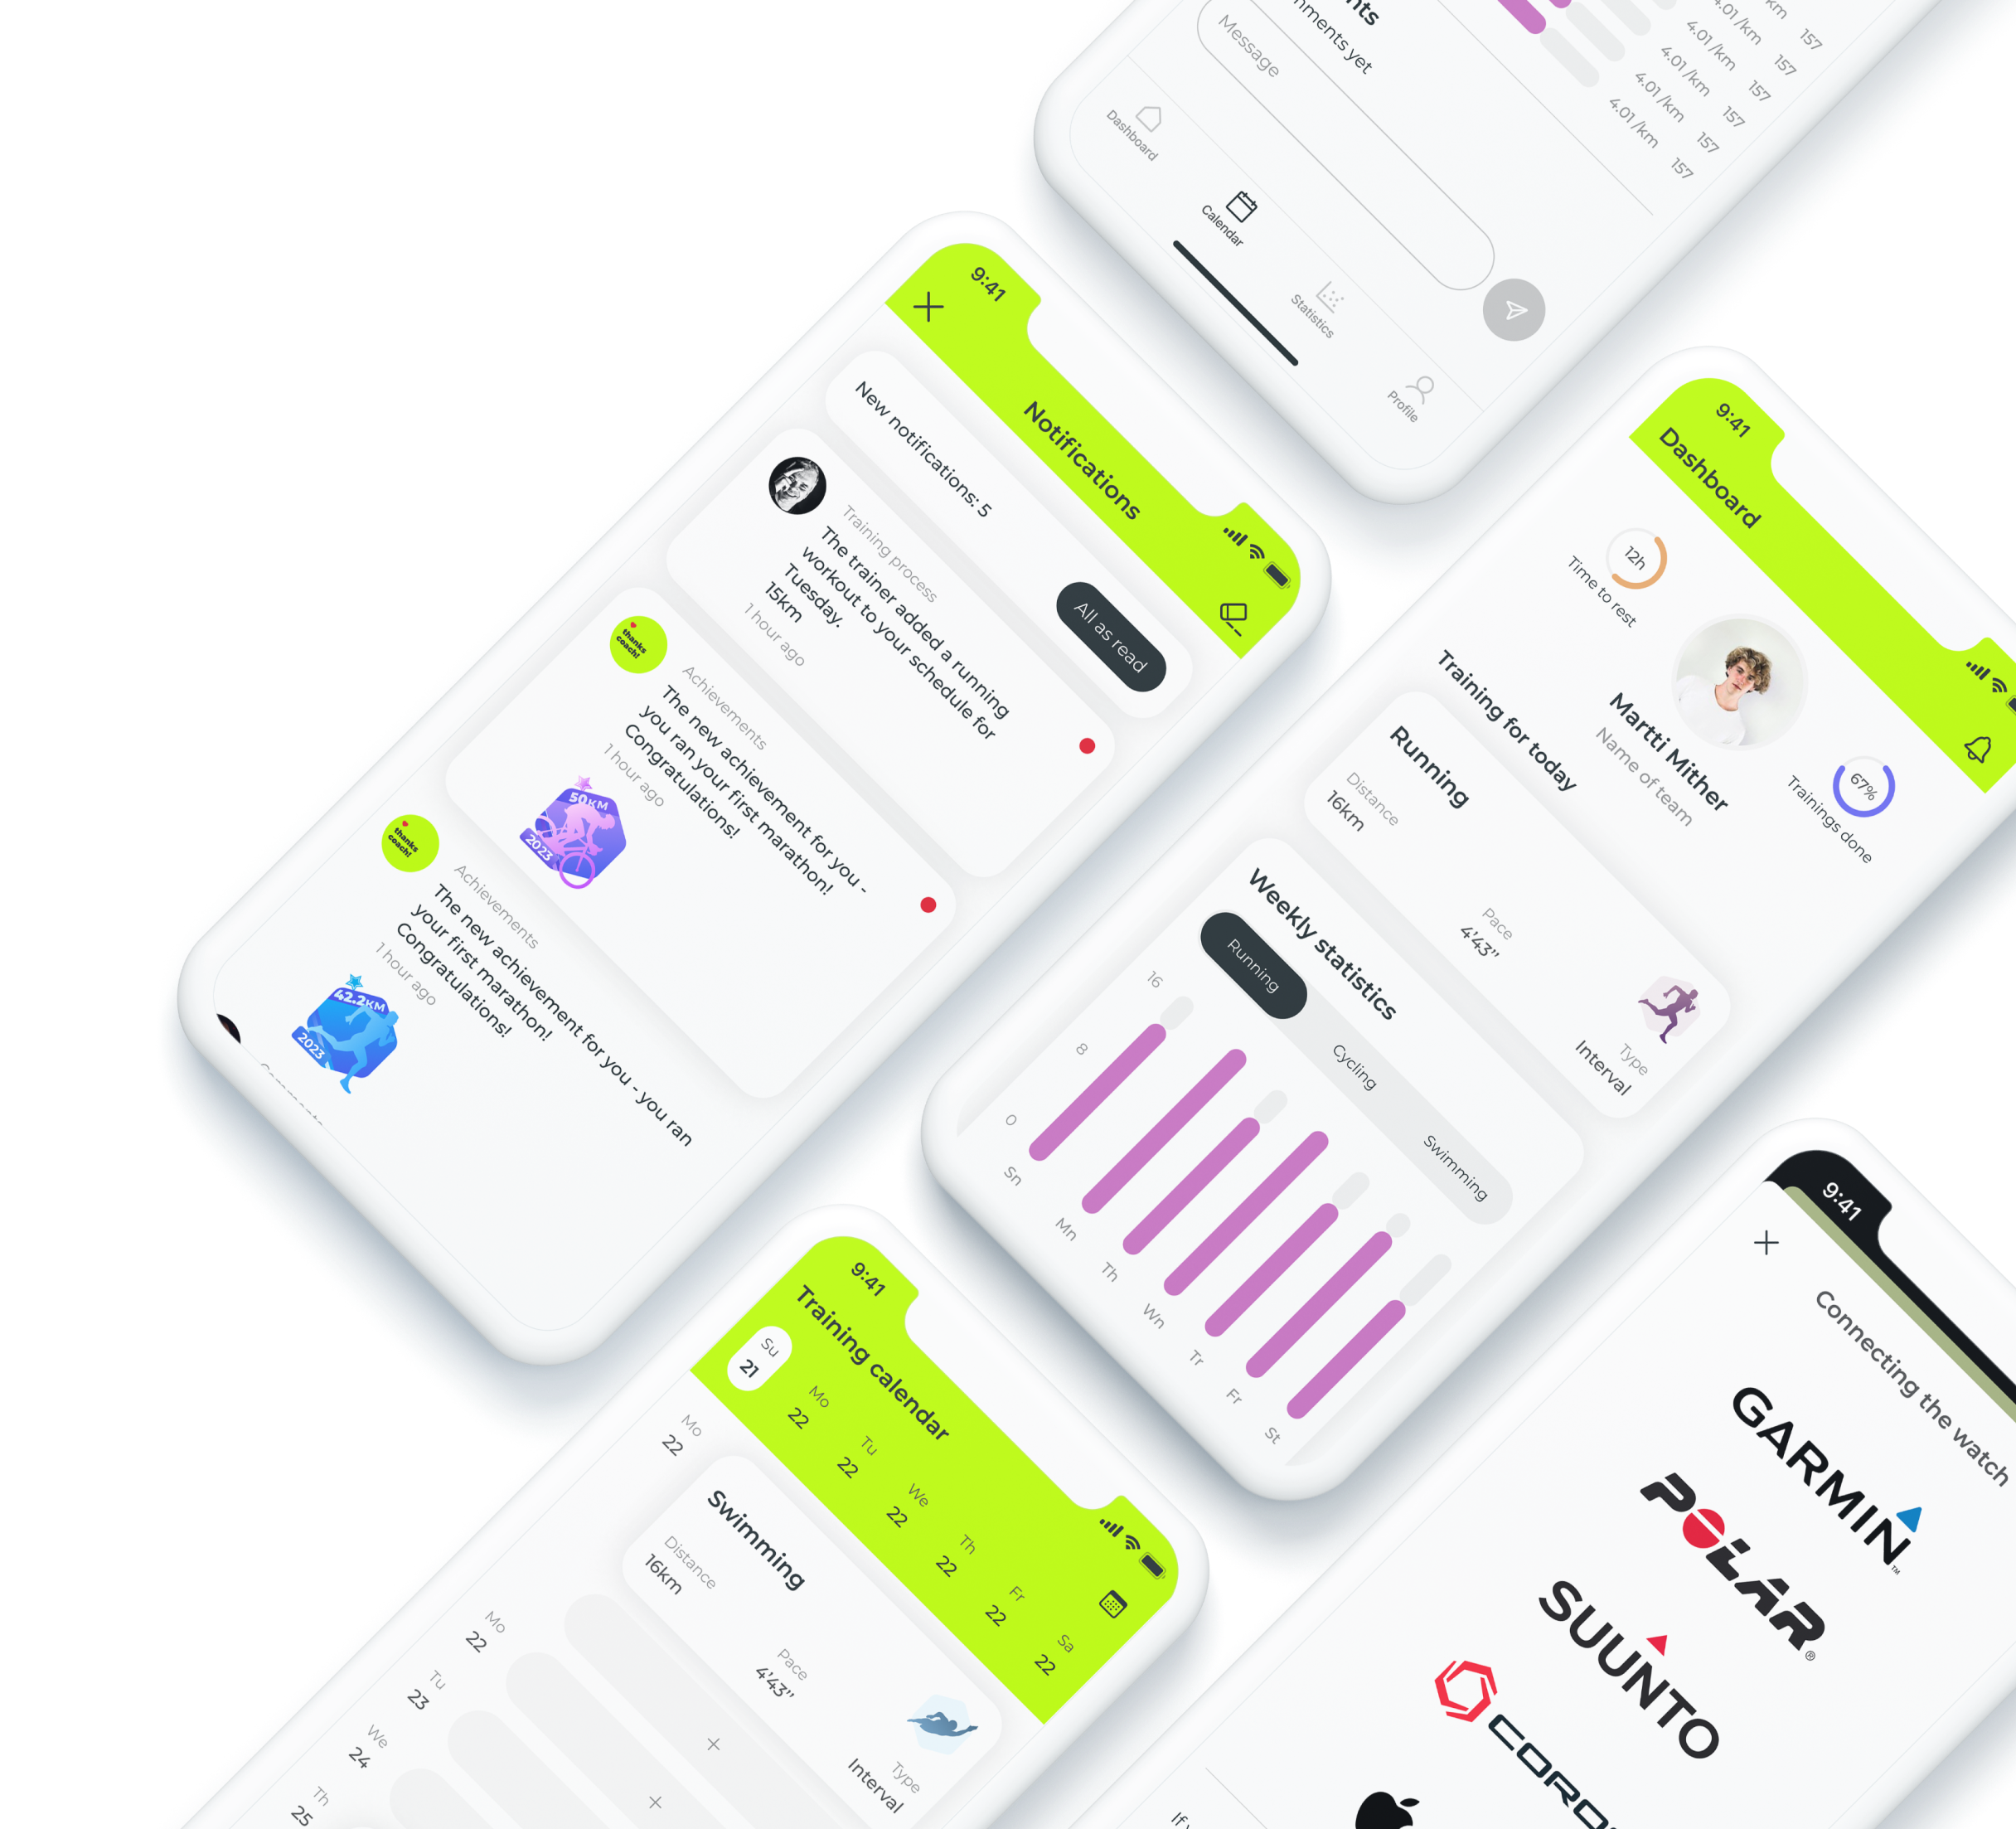 nts
nments yet
Message
4.01 /km 157
4.01 /km 157
4.01 /km 157
4.01 /km 157
4.01 /km 157
Dashboard
Calendar
Statistics
Profile
9:41
Notifications
New notifications: 5
All as read
Training process
The trainer added a running
workout to your schedule for
Tuesday.
15km
1 hour ago
thanks
coach!
Achievements
The new achievement for you -
you ran your first marathon!
Congratulations!
1 hour ago
50KM
2023
thanks
coach!
Achievements
The new achievement for you - you ran
your first marathon!
Congratulations!
1 hour ago
42.2KM
2023
9:41
Dashboard
12h
Time to rest
Martti Mither
Name of team
67%
Trainings done
Training for today
Running
Distance
16km
Pace
4'43''
Type
Interval
Weekly statistics
Running
Cycling
Swimming
16
8
0
Sn
Mn
Th
Wn
Tr
Fr
St
9:41
Training calendar
Su
21
Mo
22
Tu
22
We
22
Th
22
Fr
22
Sa
22
Mo
22
Swimming
Distance
16km
Pace
4'43''
Type
Interval
Mo
22
Tu
23
We
24
Th
25
9:41
Connecting the watch
GARMIN™
POLAR®
SUUNTO
COROS